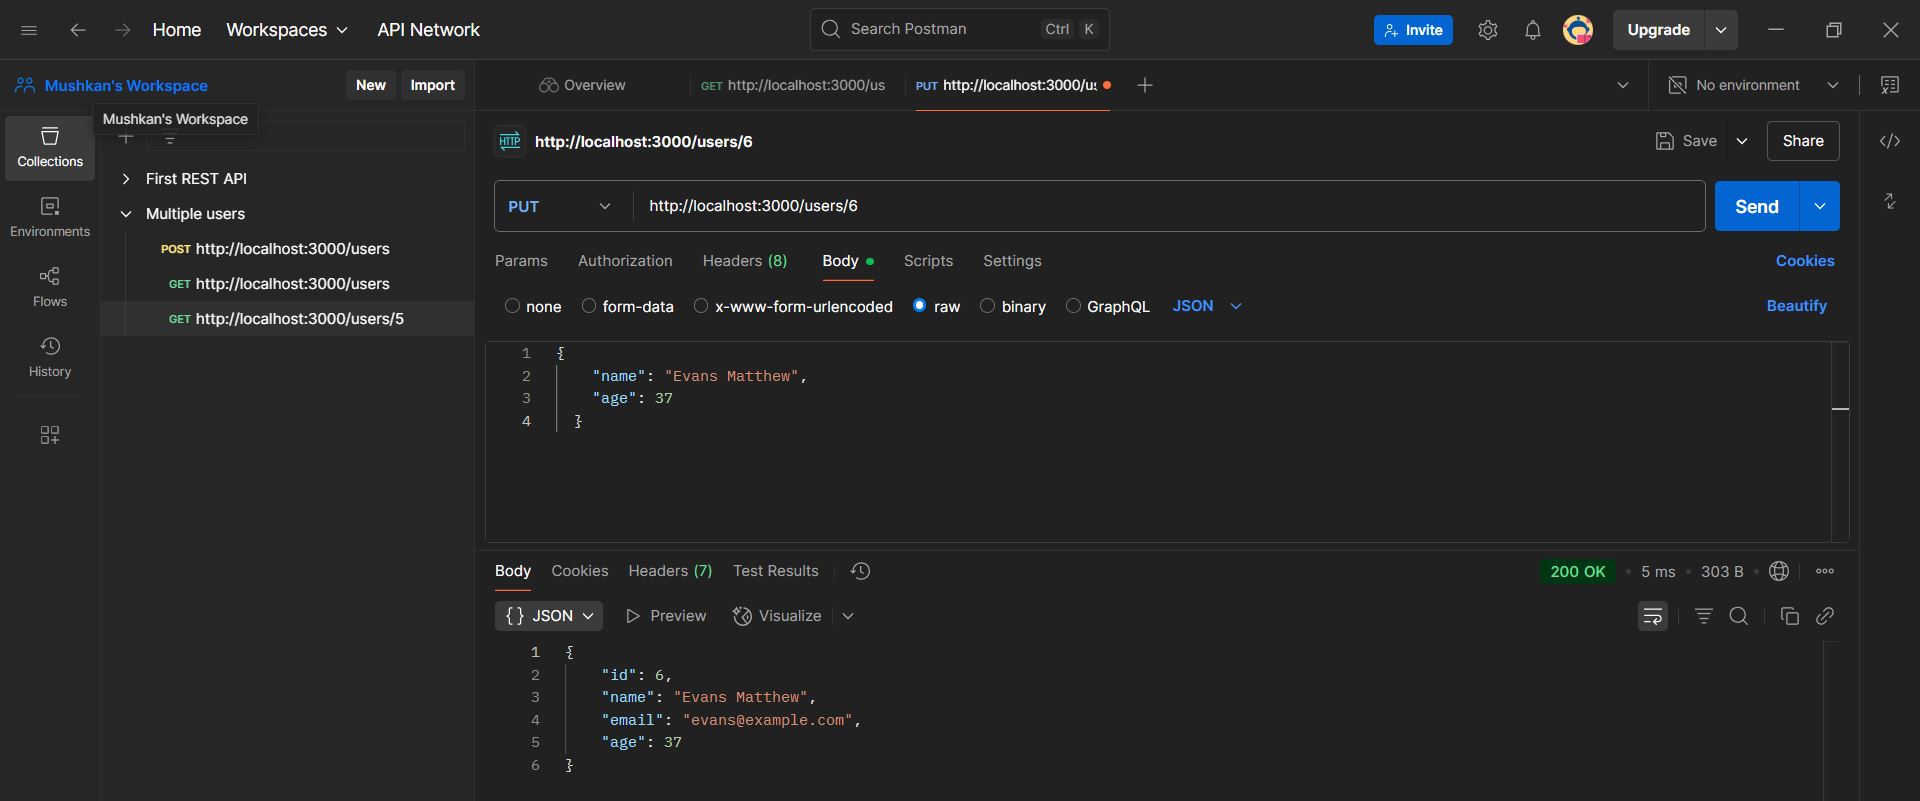 Home Workspaces API Network Search Postman Ctrl K Invite Upgrade
Mushkan's Workspace New Import Overview GET http://localhost:3000/us PUT http://localhost:3000/us No environment
Mushkan's Workspace
Collections
Environments
Flows
History
First REST API
Multiple users
POST http://localhost:3000/users
GET http://localhost:3000/users
GET http://localhost:3000/users/5
HTTP http://localhost:3000/users/6 Save Share
PUT http://localhost:3000/users/6 Send
Params Authorization Headers (8) Body Scripts Settings Cookies
none form-data x-www-form-urlencoded raw binary GraphQL JSON Beautify
1 {
2 "name": "Evans Matthew",
3 "age": 37
4 }
Body Cookies Headers (7) Test Results 200 OK • 5 ms • 303 B •
{} JSON Preview Visualize
1 {
2 "id": 6,
3 "name": "Evans Matthew",
4 "email": "evans@example.com",
5 "age": 37
6 }